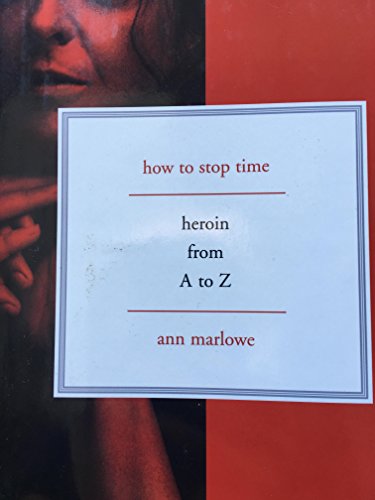 how to stop time
heroin
from
A to Z
ann marlowe